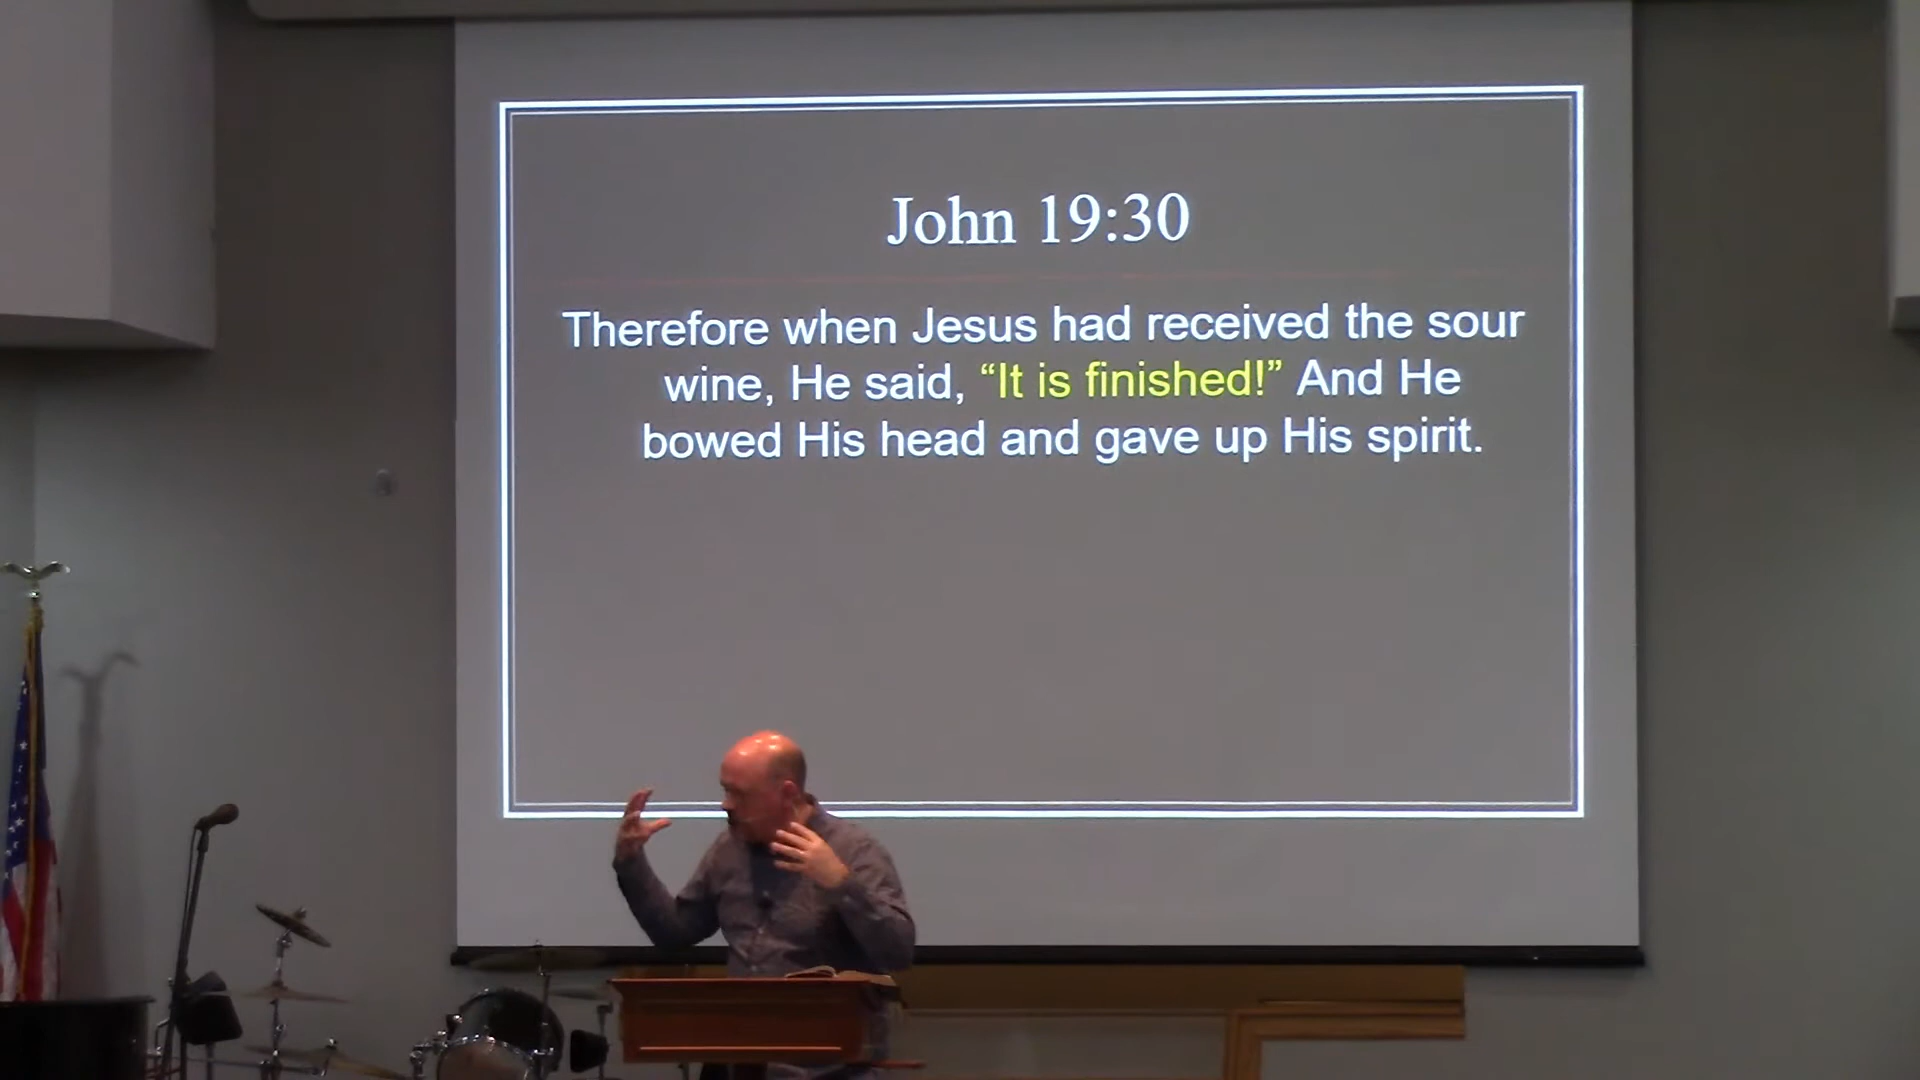 John 19:30
Therefore when Jesus had received the sour
wine, He said, “It is finished!” And He
bowed His head and gave up His spirit.